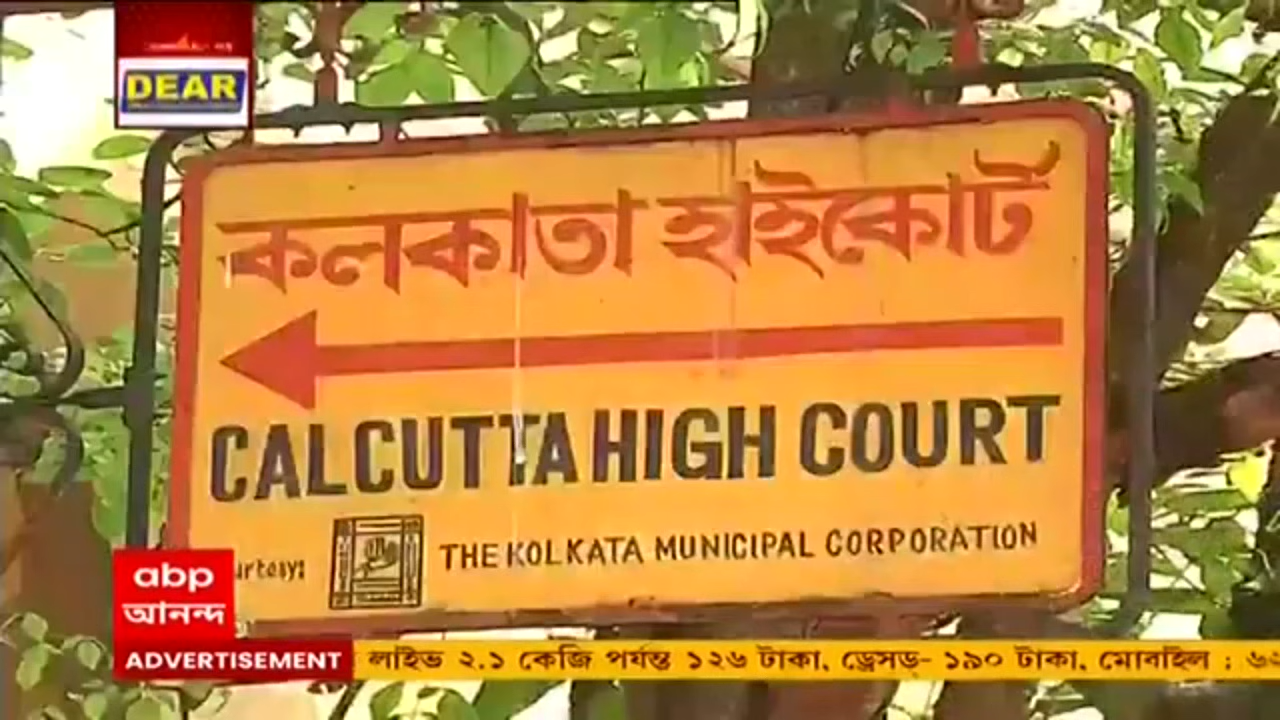 DEAR
কলকাতা হাইকোর্ট
CALCUTTA HIGH COURT
THE KOLKATA MUNICIPAL CORPORATION
abp
আনন্দ
ADVERTISEMENT
লাইভ ২.১ কেজি পর্যন্ত ১২৬ টাকা, ড্রেসড্- ১৯০ টাকা, মোবাইল : ৬২